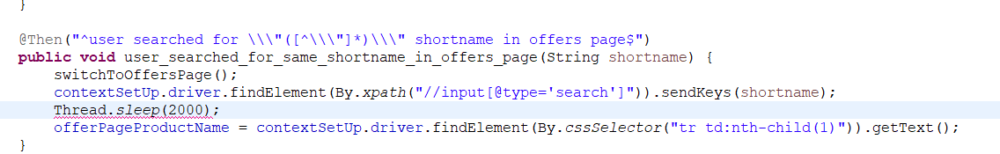 }
@Then("^user searched for \\\"([^\\\"]*)\\\" shortname in offers page$")
public void user_searched_for_same_shortname_in_offers_page(String shortname) {
switchToOffersPage();
contextSetUp.driver.findElement(By.xpath("//input[@type='search']")).sendKeys(shortname);
Thread.sleep(2000);
offerPageProductName = contextSetUp.driver.findElement(By.cssSelector("tr td:nth-child(1)")).getText();
}